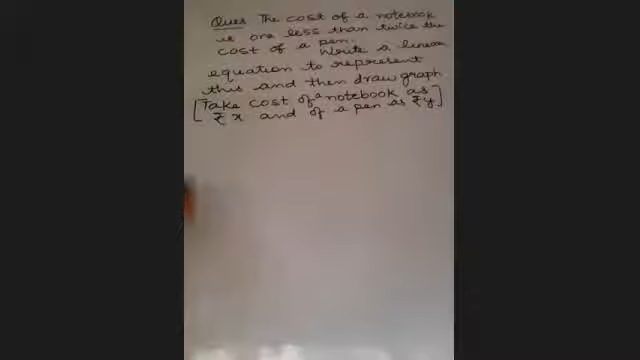 Ques The cost of a notebook
is one less than twice the
cost of a pen. Write a linear
equation to represent
this and then draw graph.
[Take cost of a notebook as
₹ x and of a pen as ₹ y]